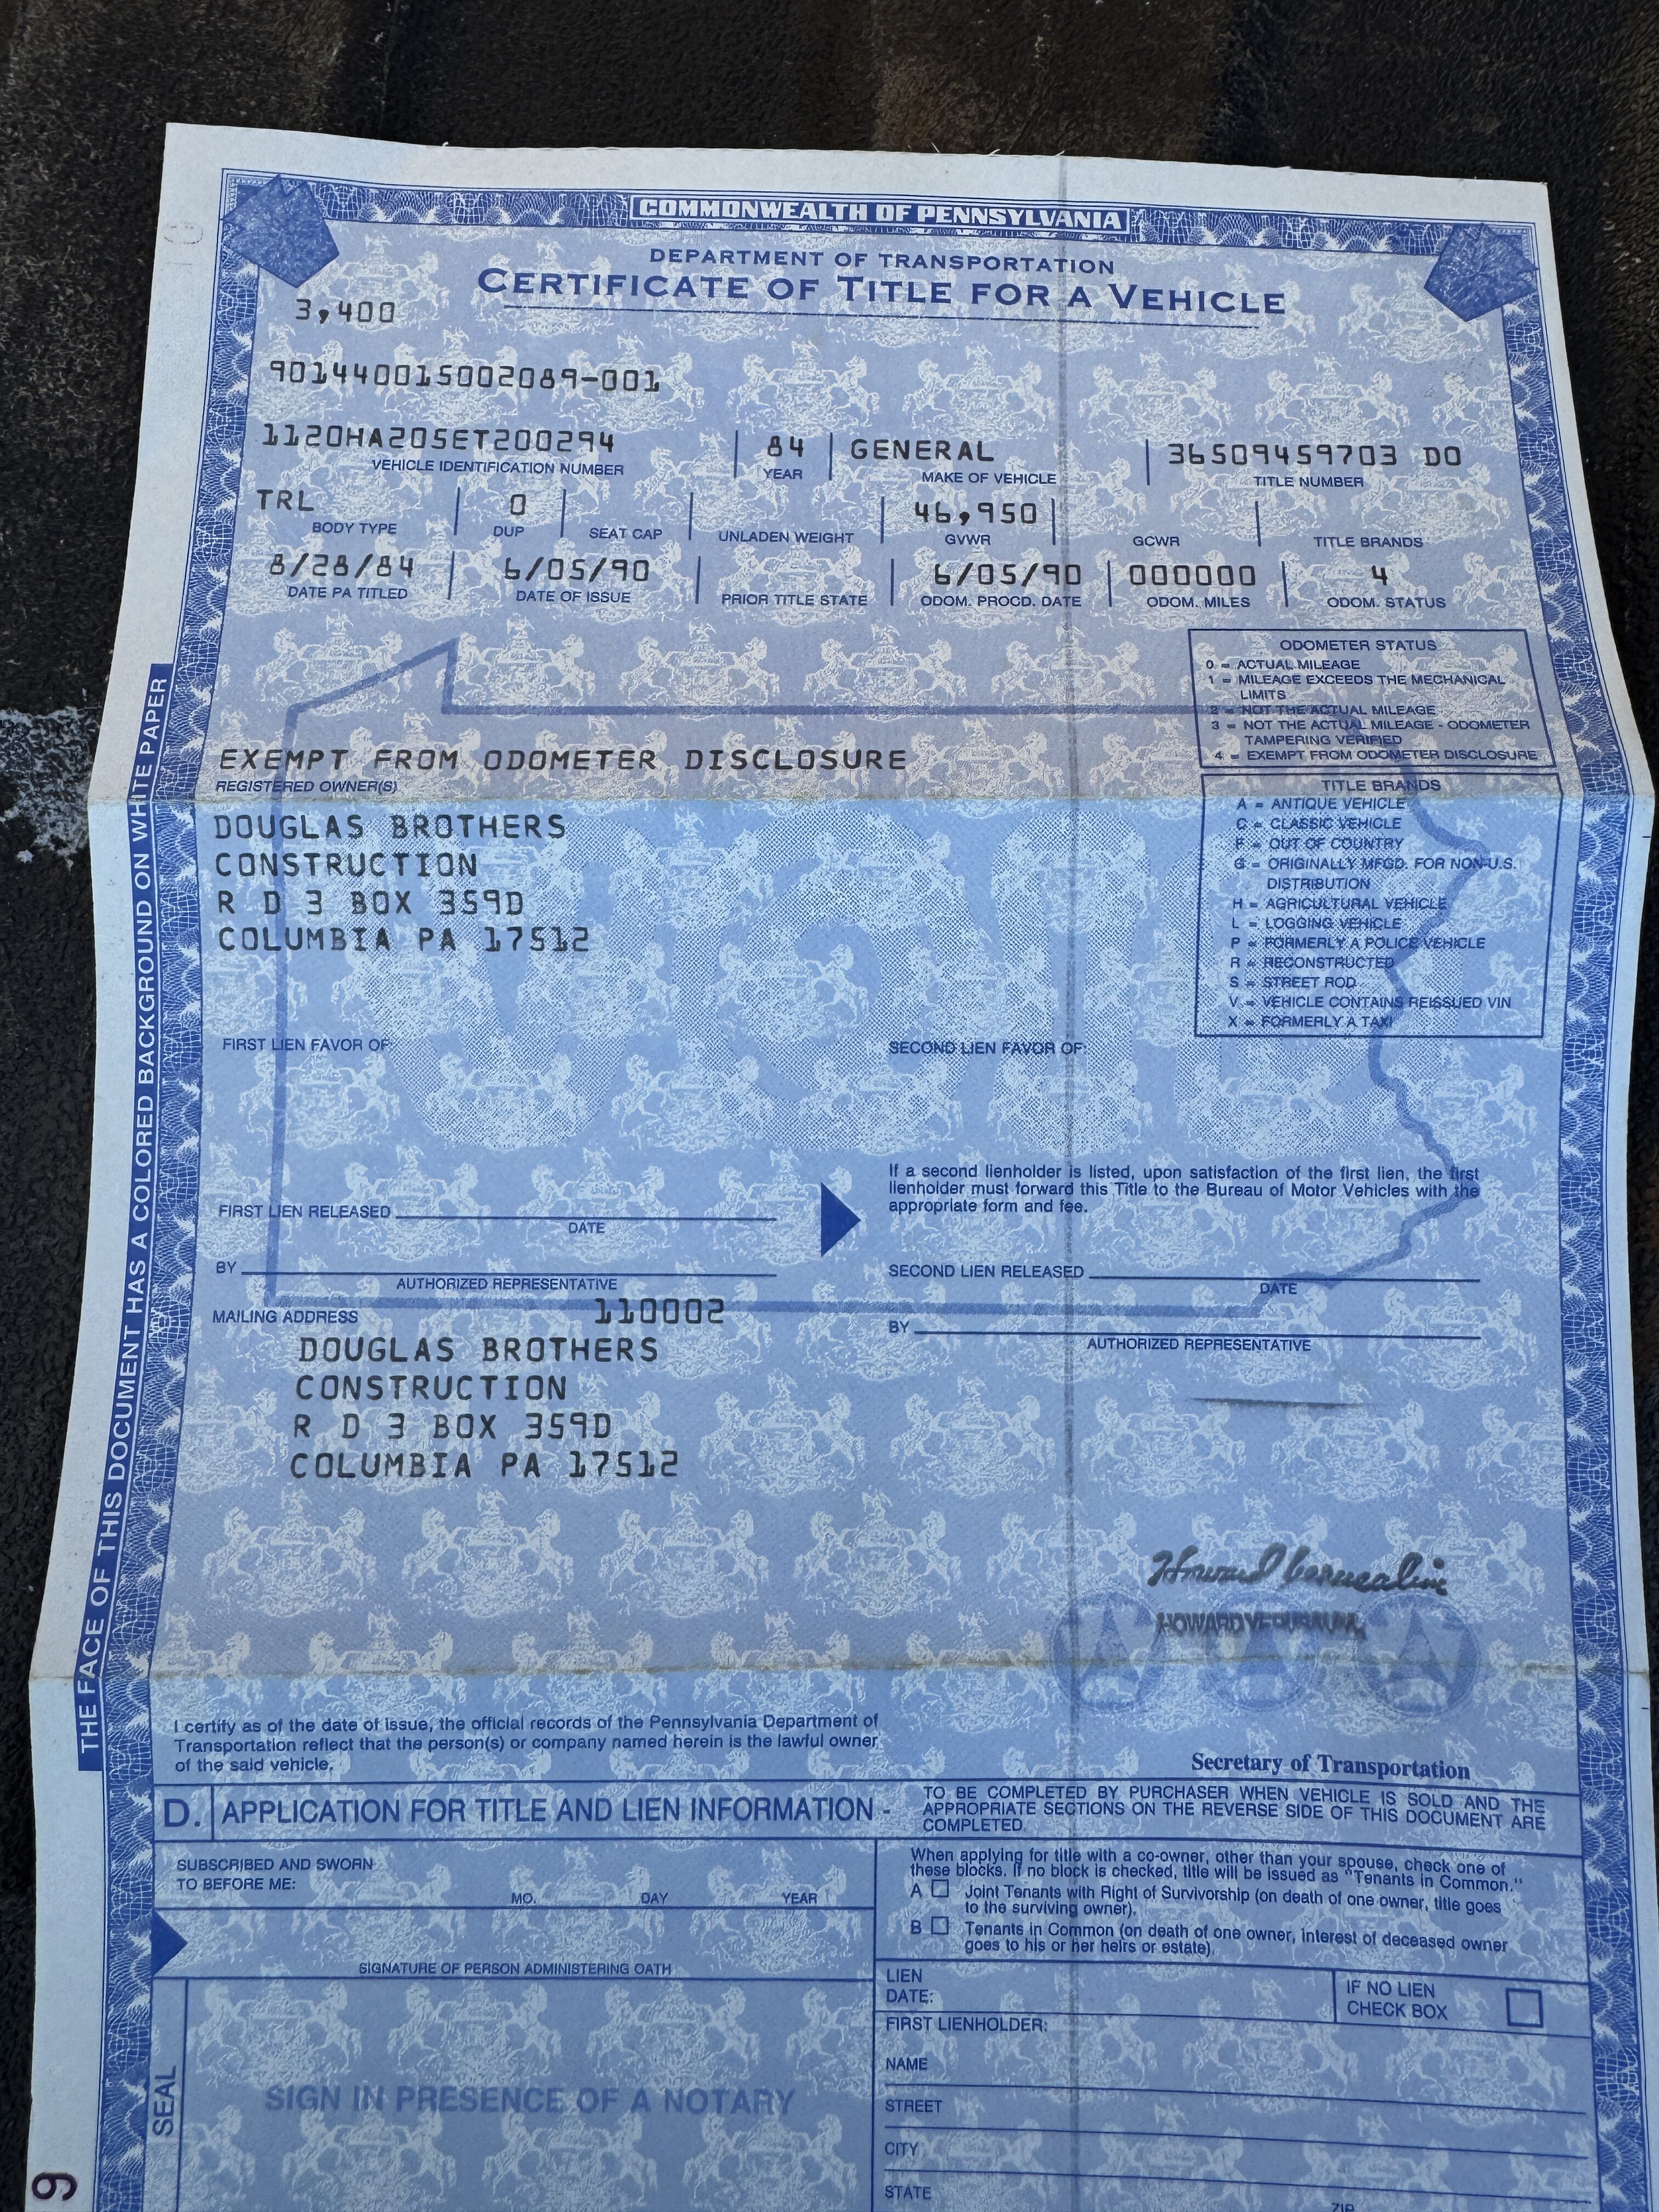 COMMONWEALTH OF PENNSYLVANIA
DEPARTMENT OF TRANSPORTATION
CERTIFICATE OF TITLE FOR A VEHICLE
3,400
901440015002089-001
1120HA20SET200294 84 GENERAL 36509459703 DO
VEHICLE IDENTIFICATION NUMBER YEAR MAKE OF VEHICLE TITLE NUMBER
TRL 0 46,950
BODY TYPE DUP SEAT CAP UNLADEN WEIGHT GVWR GCWR TITLE BRANDS
8/28/84 6/05/90 6/05/90 000000 4
DATE PA TITLED DATE OF ISSUE PRIOR TITLE STATE ODOM. PROCD. DATE ODOM. MILES ODOM. STATUS
ODOMETER STATUS
0 = ACTUAL MILEAGE
1 = MILEAGE EXCEEDS THE MECHANICAL
LIMITS
2 = NOT THE ACTUAL MILEAGE
3 = NOT THE ACTUAL MILEAGE - ODOMETER
TAMPERING VERIFIED
4 = EXEMPT FROM ODOMETER DISCLOSURE
EXEMPT FROM ODOMETER DISCLOSURE
REGISTERED OWNER(S)
DOUGLAS BROTHERS
CONSTRUCTION
R D 3 BOX 359D
COLUMBIA PA 17512
TITLE BRANDS
A = ANTIQUE VEHICLE
C = CLASSIC VEHICLE
F = OUT OF COUNTRY
G = ORIGINALLY MFGD. FOR NON-U.S.
DISTRIBUTION
H = AGRICULTURAL VEHICLE
L = LOGGING VEHICLE
P = FORMERLY A POLICE VEHICLE
R = RECONSTRUCTED
S = STREET ROD
V = VEHICLE CONTAINS REISSUED VIN
X = FORMERLY A TAXI
VOID
FIRST LIEN FAVOR OF:
SECOND LIEN FAVOR OF:
If a second lienholder is listed, upon satisfaction of the first lien, the first
lienholder must forward this Title to the Bureau of Motor Vehicles with the
appropriate form and fee.
FIRST LIEN RELEASED
DATE
BY
AUTHORIZED REPRESENTATIVE
SECOND LIEN RELEASED
DATE
BY
AUTHORIZED REPRESENTATIVE
MAILING ADDRESS 110002
DOUGLAS BROTHERS
CONSTRUCTION
R D 3 BOX 359D
COLUMBIA PA 17512
Howard
HOWARD
I certify as of the date of issue, the official records of the Pennsylvania Department of
Transportation reflect that the person(s) or company named herein is the lawful owner
of the said vehicle.
Secretary of Transportation
D. APPLICATION FOR TITLE AND LIEN INFORMATION -
TO BE COMPLETED BY PURCHASER WHEN VEHICLE IS SOLD AND THE
APPROPRIATE SECTIONS ON THE REVERSE SIDE OF THIS DOCUMENT ARE
COMPLETED.
SUBSCRIBED AND SWORN
TO BEFORE ME:
MO. DAY YEAR
SIGNATURE OF PERSON ADMINISTERING OATH
SEAL
SIGN IN PRESENCE OF A NOTARY
When applying for title with a co-owner, other than your spouse, check one of
these blocks. If no block is checked, title will be issued as "Tenants in Common."
A Joint Tenants with Right of Survivorship (on death of one owner, title goes
to the surviving owner).
B Tenants in Common (on death of one owner, interest of deceased owner
goes to his or her heirs or estate).
LIEN
DATE:
IF NO LIEN
CHECK BOX
FIRST LIENHOLDER:
NAME
STREET
CITY
STATE
ZIP
THE FACE OF THIS DOCUMENT HAS A COLORED BACKGROUND ON WHITE PAPER
9